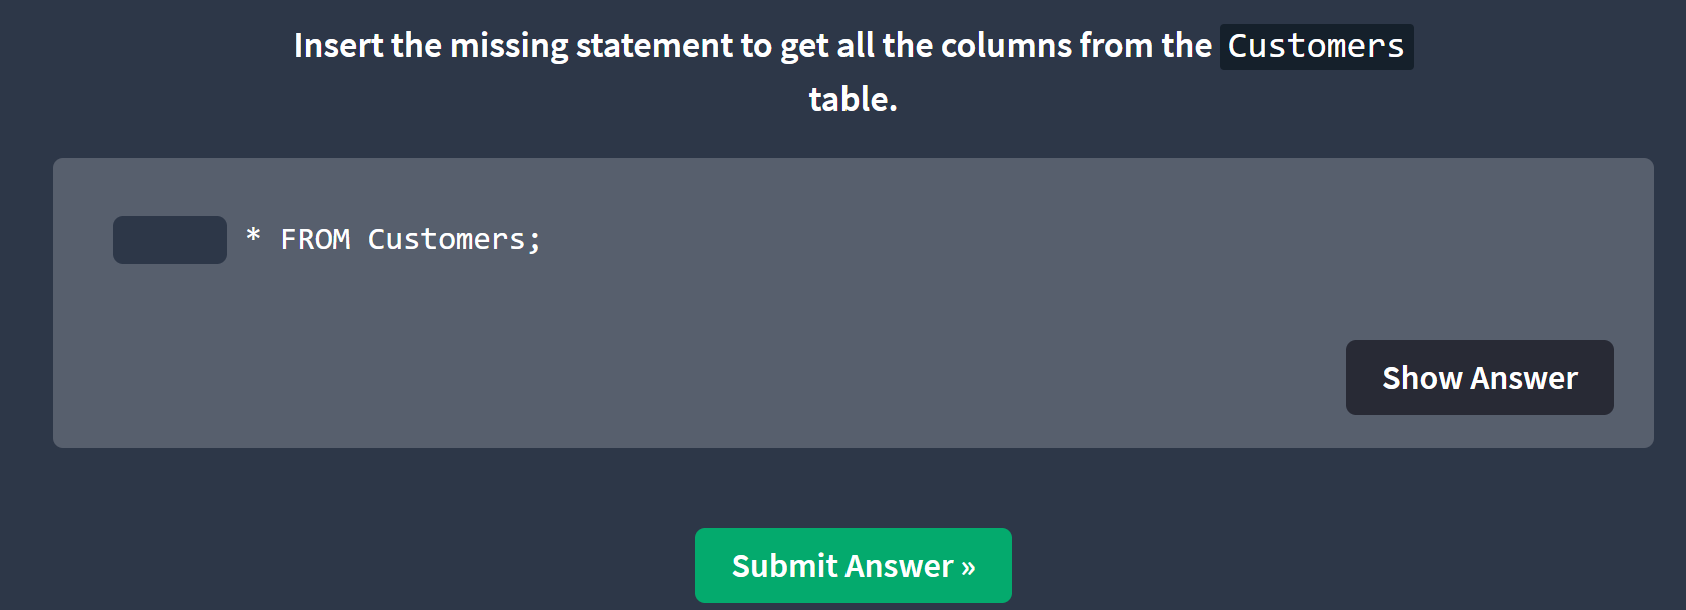 Insert the missing statement to get all the columns from the Customers
table.
* FROM Customers;
Show Answer
Submit Answer »